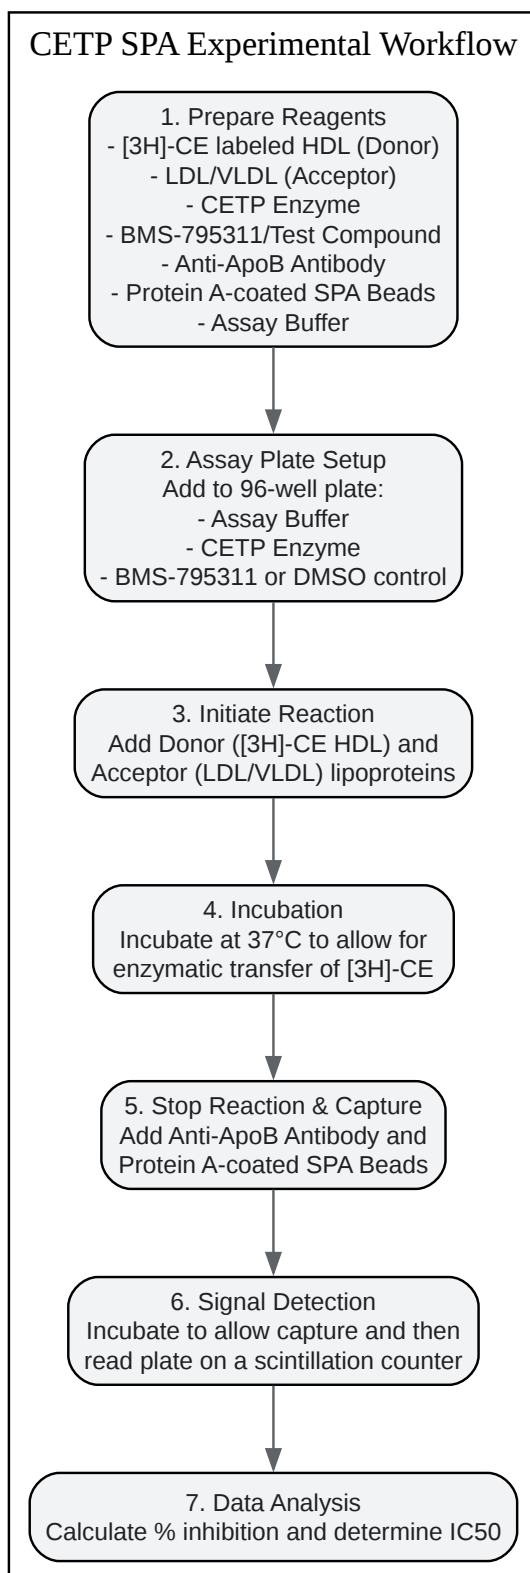 CETP SPA Experimental Workflow
1. Prepare Reagents
- [3H]-CE labeled HDL (Donor)
- LDL/VLDL (Acceptor)
- CETP Enzyme
- BMS-795311/Test Compound
- Anti-ApoB Antibody
- Protein A-coated SPA Beads
- Assay Buffer
2. Assay Plate Setup
Add to 96-well plate:
- Assay Buffer
- CETP Enzyme
- BMS-795311 or DMSO control
3. Initiate Reaction
Add Donor ([3H]-CE HDL) and
Acceptor (LDL/VLDL) lipoproteins
4. Incubation
Incubate at 37°C to allow for
enzymatic transfer of [3H]-CE
5. Stop Reaction & Capture
Add Anti-ApoB Antibody and
Protein A-coated SPA Beads
6. Signal Detection
Incubate to allow capture and then
read plate on a scintillation counter
7. Data Analysis
Calculate % inhibition and determine IC50